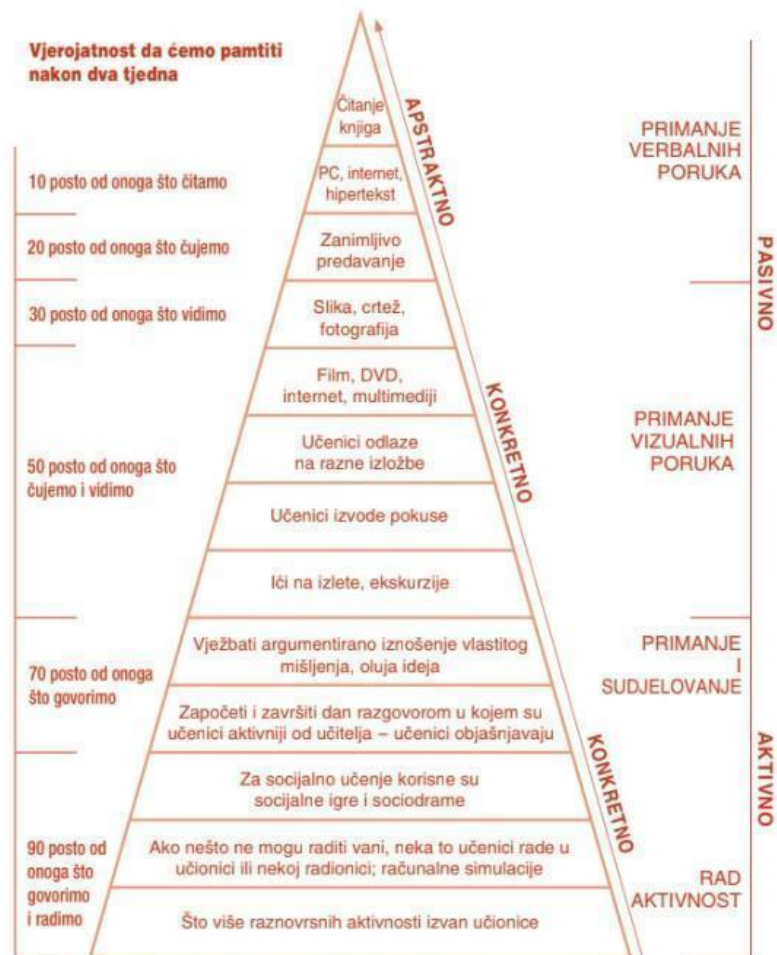 Vjerojatnost da ćemo pamtiti
nakon dva tjedna
10 posto od onoga što čitamo
20 posto od onoga što čujemo
30 posto od onoga što vidimo
50 posto od onoga što
čujemo i vidimo
70 posto od onoga
što govorimo
90 posto od
onoga što
govorimo
i radimo
Čitanje
knjiga
PC, internet,
hipertekst
Zanimljivo
predavanje
Slika, crtež,
fotografija
Film, DVD,
internet, multimediji
Učenici odlaze
na razne izložbe
Učenici izvode pokuse
Ići na izlete, ekskurzije
Vježbati argumentirano iznošenje vlastitog
mišljenja, oluja ideja
Započeti i završiti dan razgovorom u kojem su
učenici aktivniji od učitelja – učenici objašnjavaju
Za socijalno učenje korisne su
socijalne igre i sociodrame
Ako nešto ne mogu raditi vani, neka to učenici rade u
učionici ili nekoj radionici; računalne simulacije
Što više raznovrsnih aktivnosti izvan učionice
APSTRAKTNO
KONKRETNO
KONKRETNO
PRIMANJE
VERBALNIH
PORUKA
PRIMANJE
VIZUALNIH
PORUKA
PRIMANJE
I
SUDJELOVANJE
RAD
AKTIVNOST
PASIVNO
AKTIVNO